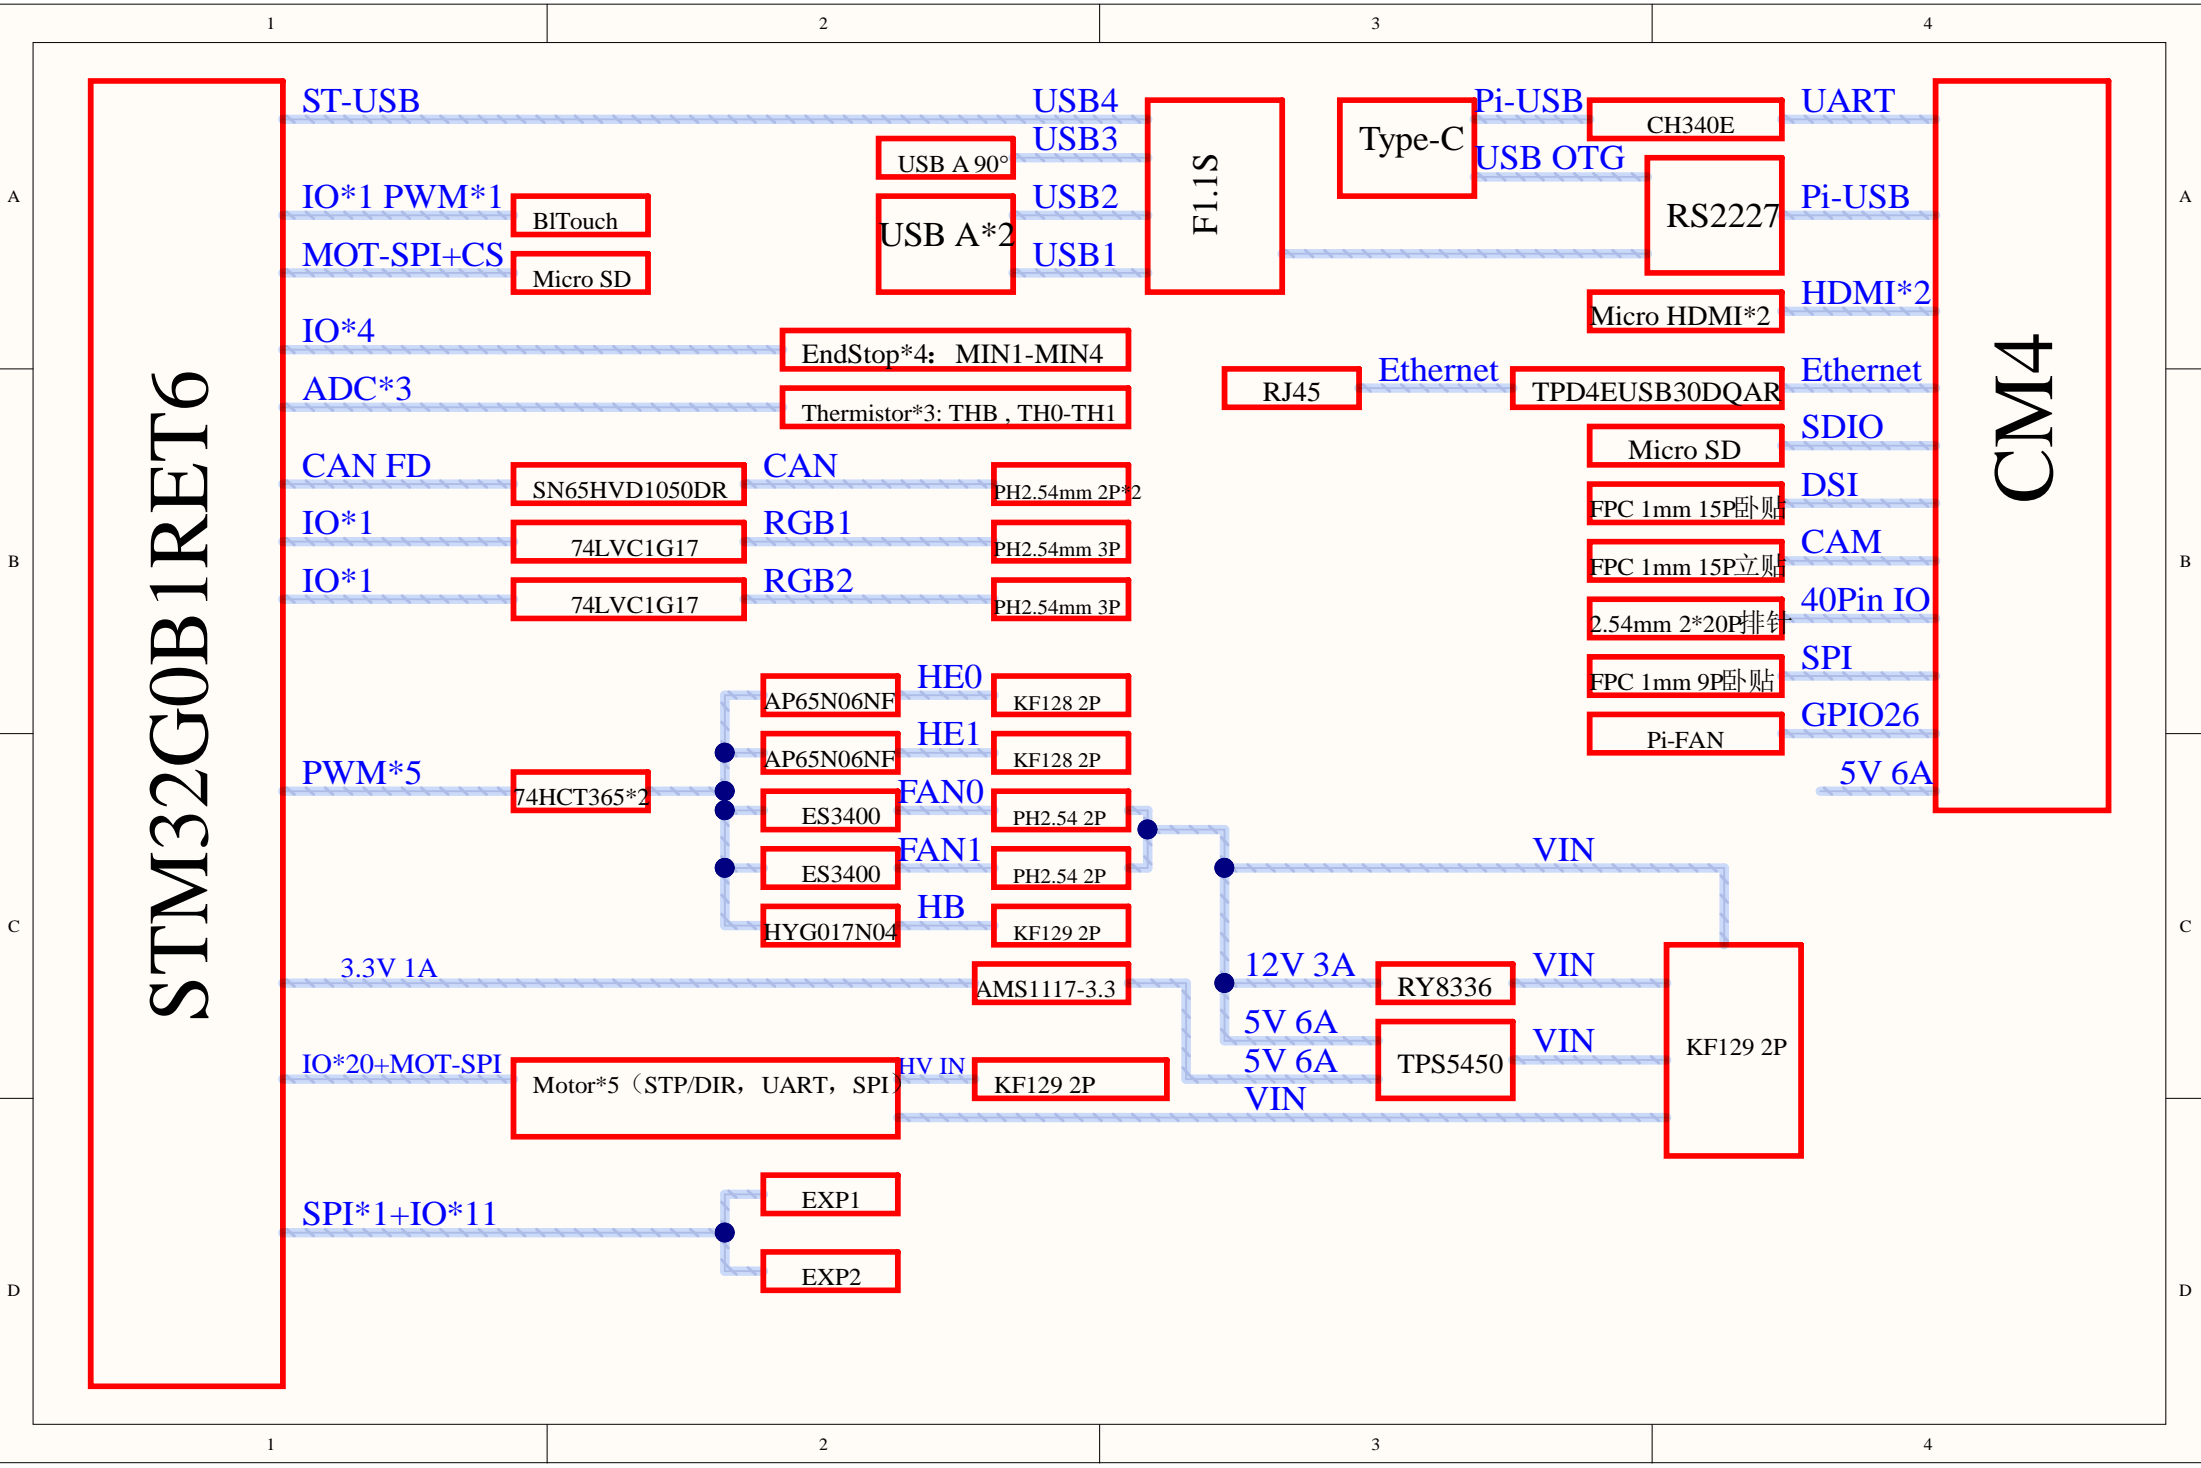 1 2 3 4
ST-USB
USB4
Pi-USB
UART
CH340E
USB3
USB A 90°
Type-C
USB OTG
A
A
IO*1 PWM*1
BlTouch
USB2
USB A*2
F1.1S
RS2227
Pi-USB
MOT-SPI+CS
Micro SD
USB1
HDMI*2
Micro HDMI*2
IO*4
EndStop*4：MIN1-MIN4
ADC*3
Thermistor*3: THB , TH0-TH1
RJ45
Ethernet
TPD4EUSB30DQAR
Ethernet
STM32G0B1RET6
CM4
Micro SD
SDIO
CAN FD
SN65HVD1050DR
CAN
PH2.54mm 2P*2
FPC 1mm 15P卧贴
DSI
IO*1
74LVC1G17
RGB1
PH2.54mm 3P
FPC 1mm 15P立贴
CAM
B
B
IO*1
74LVC1G17
RGB2
PH2.54mm 3P
2.54mm 2*20P排针
40Pin IO
AP65N06NF
HE0
KF128 2P
FPC 1mm 9P卧贴
SPI
AP65N06NF
HE1
KF128 2P
Pi-FAN
GPIO26
PWM*5
74HCT365*2
ES3400
FAN0
PH2.54 2P
5V 6A
ES3400
FAN1
PH2.54 2P
VIN
C
C
HYG017N04
HB
KF129 2P
3.3V 1A
AMS1117-3.3
12V 3A
RY8336
VIN
5V 6A
5V 6A
TPS5450
VIN
KF129 2P
IO*20+MOT-SPI
Motor*5（STP/DIR，UART，SPI）
HV IN
KF129 2P
VIN
SPI*1+IO*11
EXP1
EXP2
D
D
1 2 3 4